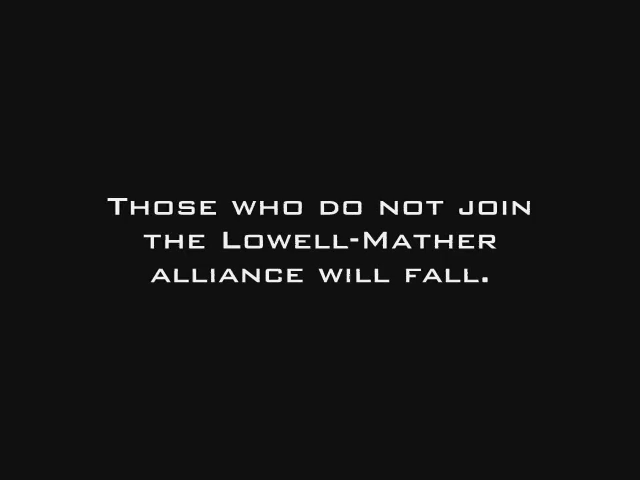 Those who do not join
the Lowell-Mather
alliance will fall.